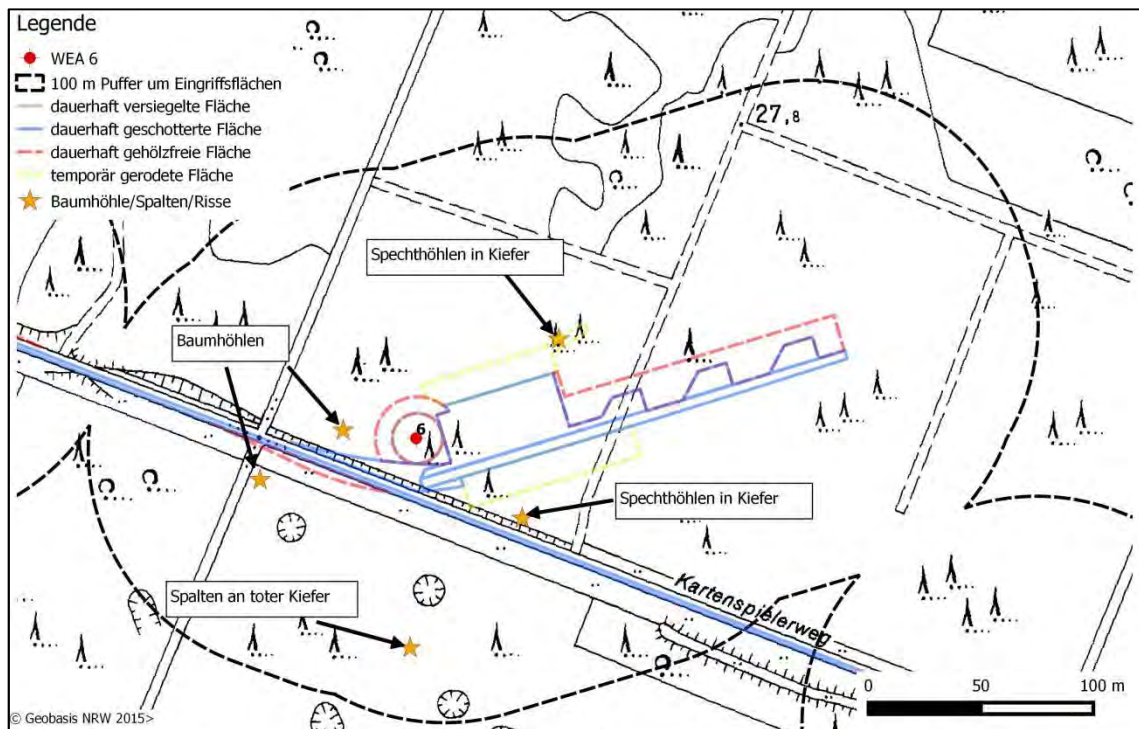 Legende
WEA 6
100 m Puffer um Eingriffsflächen
dauerhaft versiegelte Fläche
dauerhaft geschotterte Fläche
dauerhaft gehölzfreie Fläche
temporär gerodete Fläche
Baumhöhle/Spalten/Risse
27,8
Spechthöhlen in Kiefer
Baumhöhlen
6
Spechthöhlen in Kiefer
Spalten an toter Kiefer
Kartenspielerweg
0 50 100 m
© Geobasis NRW 2015>